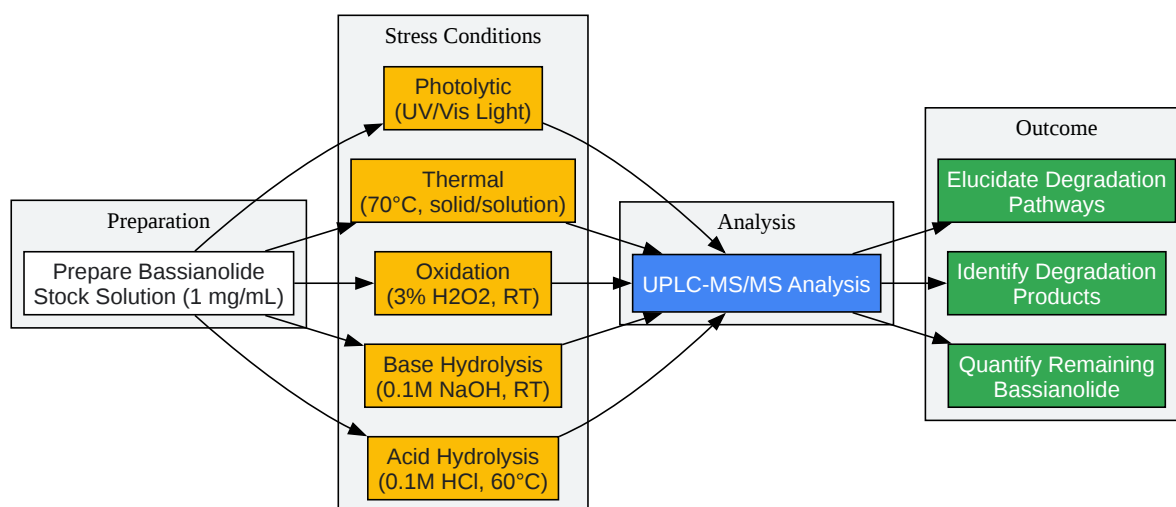 Preparation
Prepare Bassianolide
Stock Solution (1 mg/mL)
Stress Conditions
Photolytic
(UV/Vis Light)
Thermal
(70°C, solid/solution)
Oxidation
(3% H2O2, RT)
Base Hydrolysis
(0.1M NaOH, RT)
Acid Hydrolysis
(0.1M HCl, 60°C)
Analysis
UPLC-MS/MS Analysis
Outcome
Elucidate Degradation
Pathways
Identify Degradation
Products
Quantify Remaining
Bassianolide